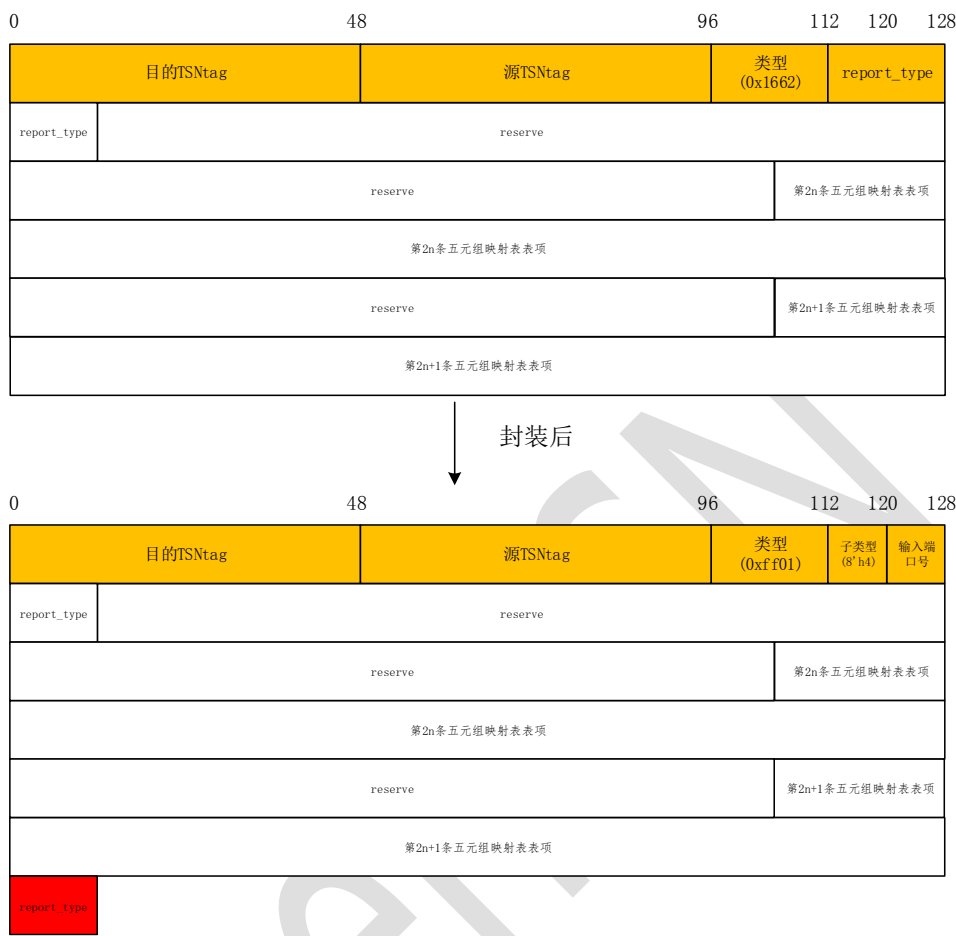 0 48 96 112 120 128
目的TSNtag 源TSNtag 类型 report_type
(0x1662)
report_type reserve
reserve 第2n条五元组映射表表项
第2n条五元组映射表表项
reserve 第2n+1条五元组映射表表项
第2n+1条五元组映射表表项
封装后
0 48 96 112 120 128
目的TSNtag 源TSNtag 类型 子类型 输入端
(0xff01) (8'h4) 口号
report_type reserve
reserve 第2n条五元组映射表表项
第2n条五元组映射表表项
reserve 第2n+1条五元组映射表表项
第2n+1条五元组映射表表项
report_type